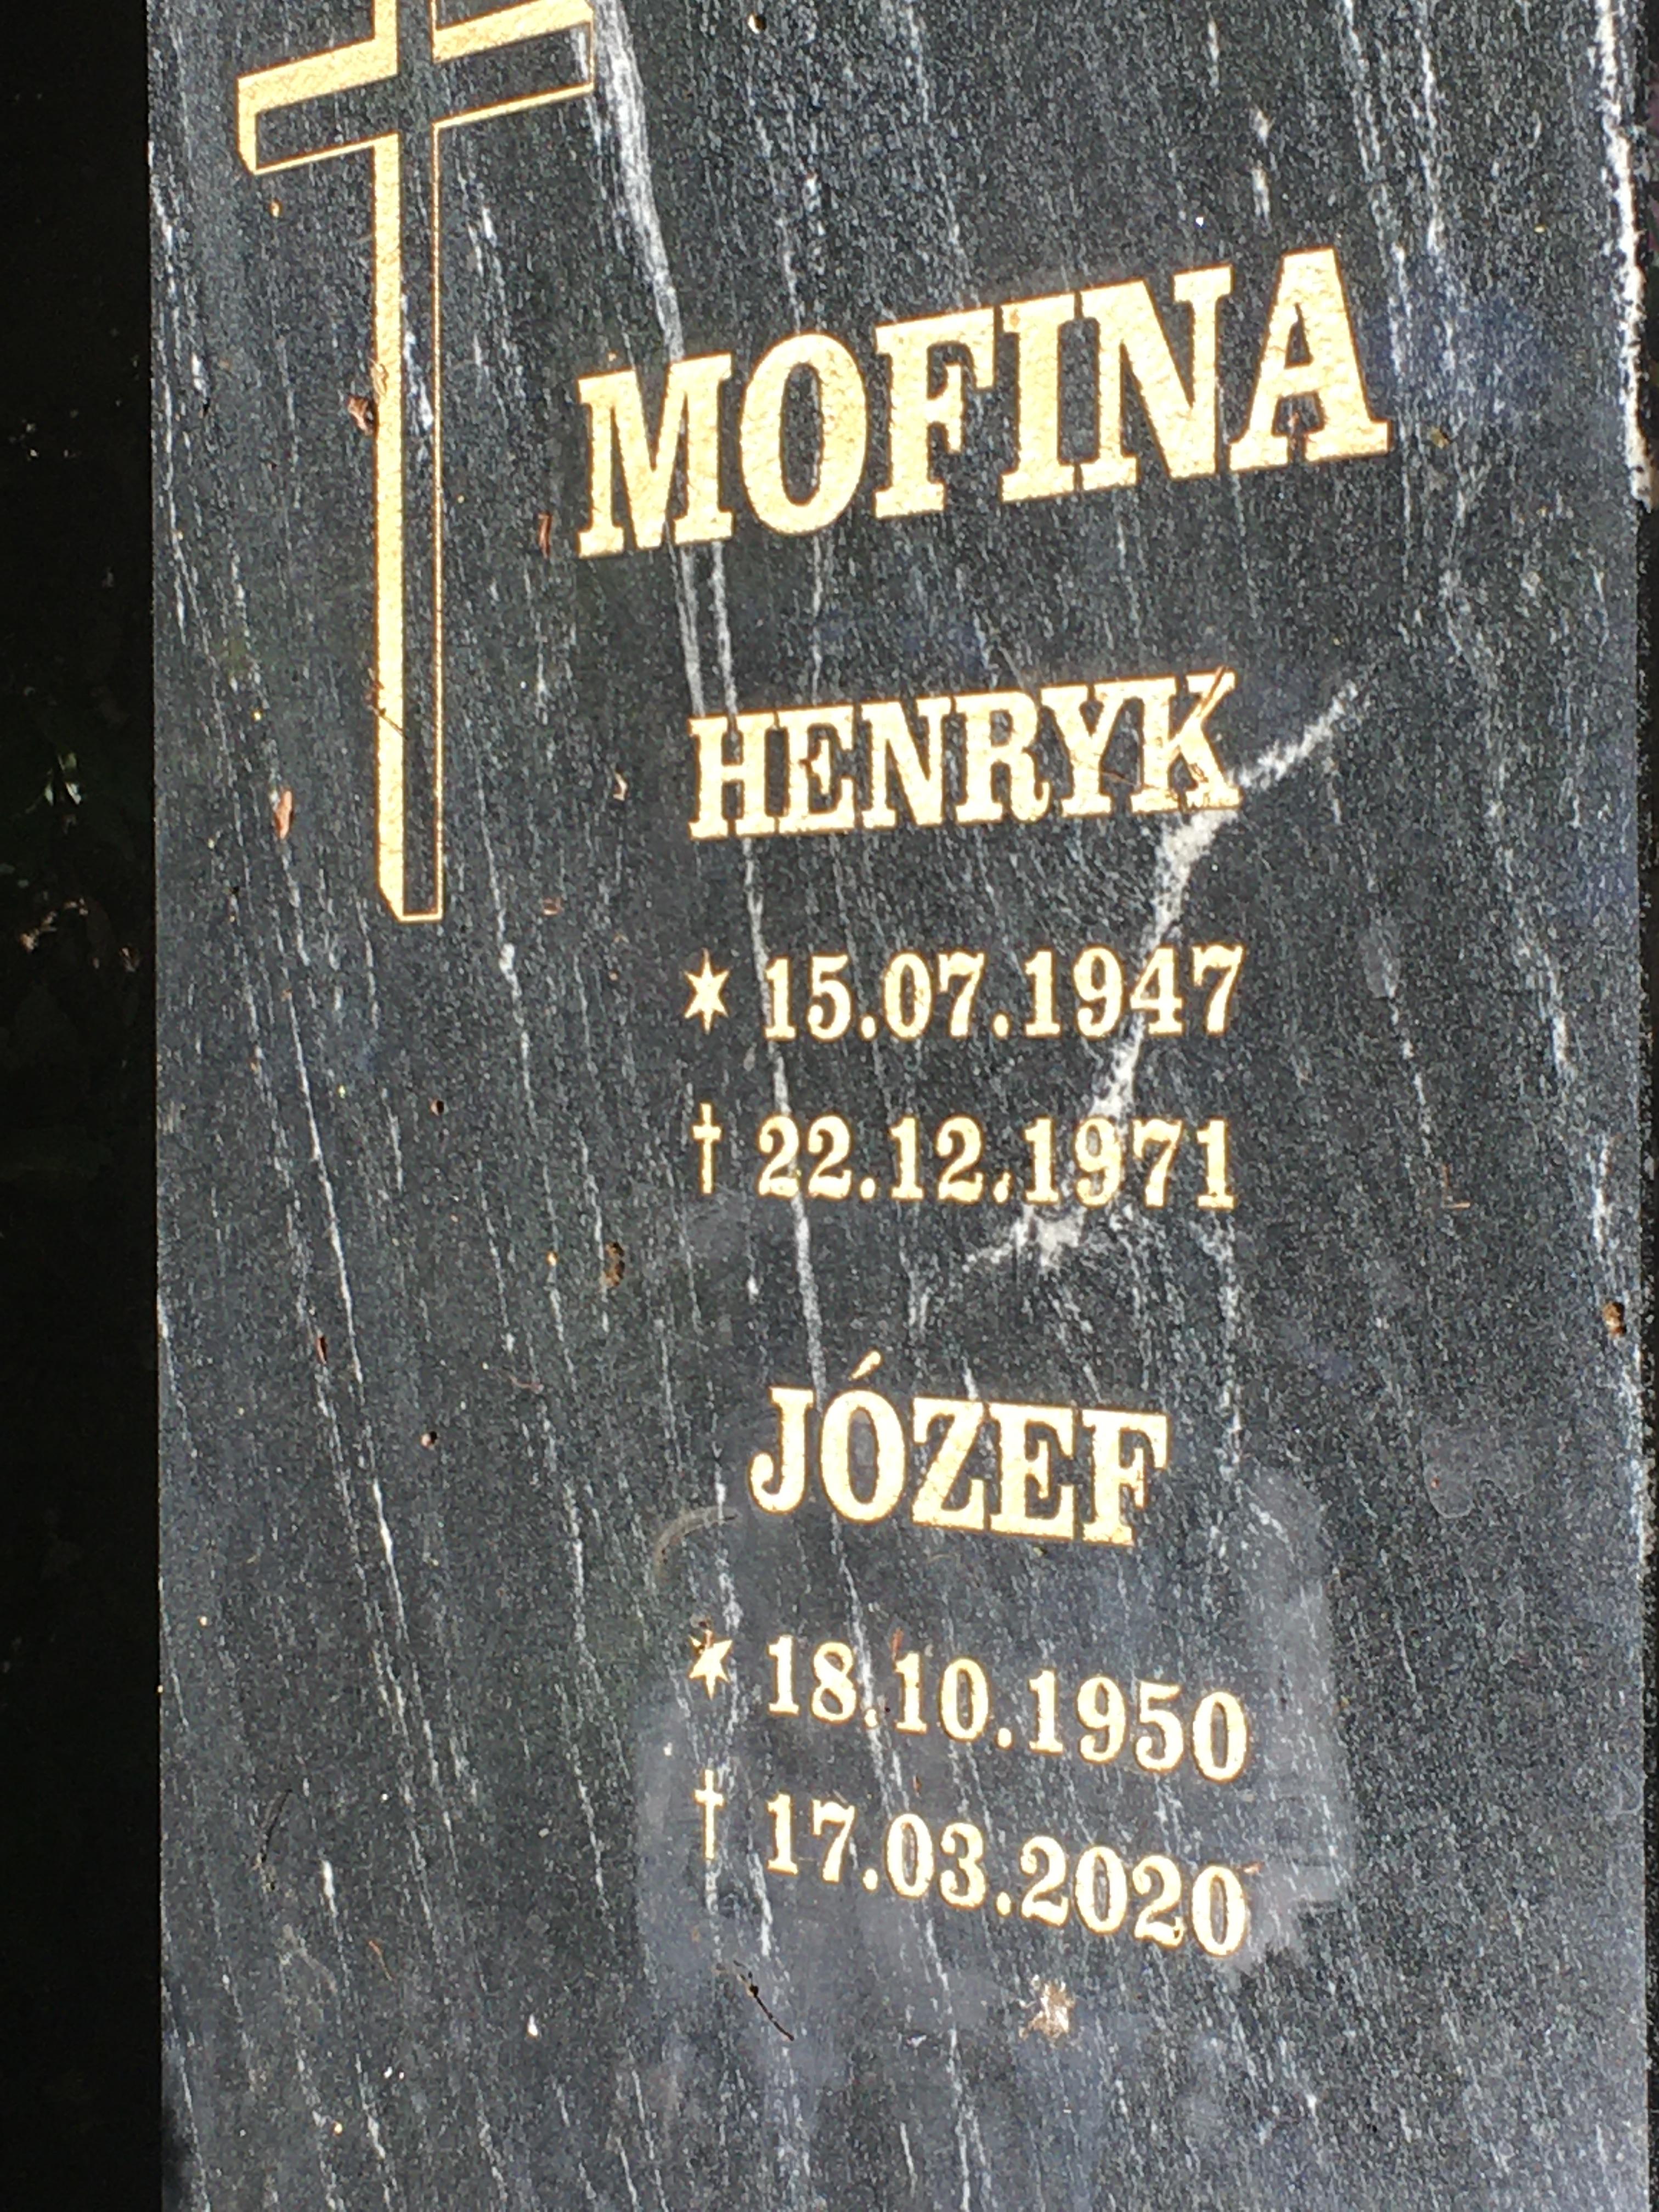 MOFINA
HENRYK
✶ 15.07.1947
† 22.12.1971
JÓZEF
✶ 18.10.1950
† 17.03.2020